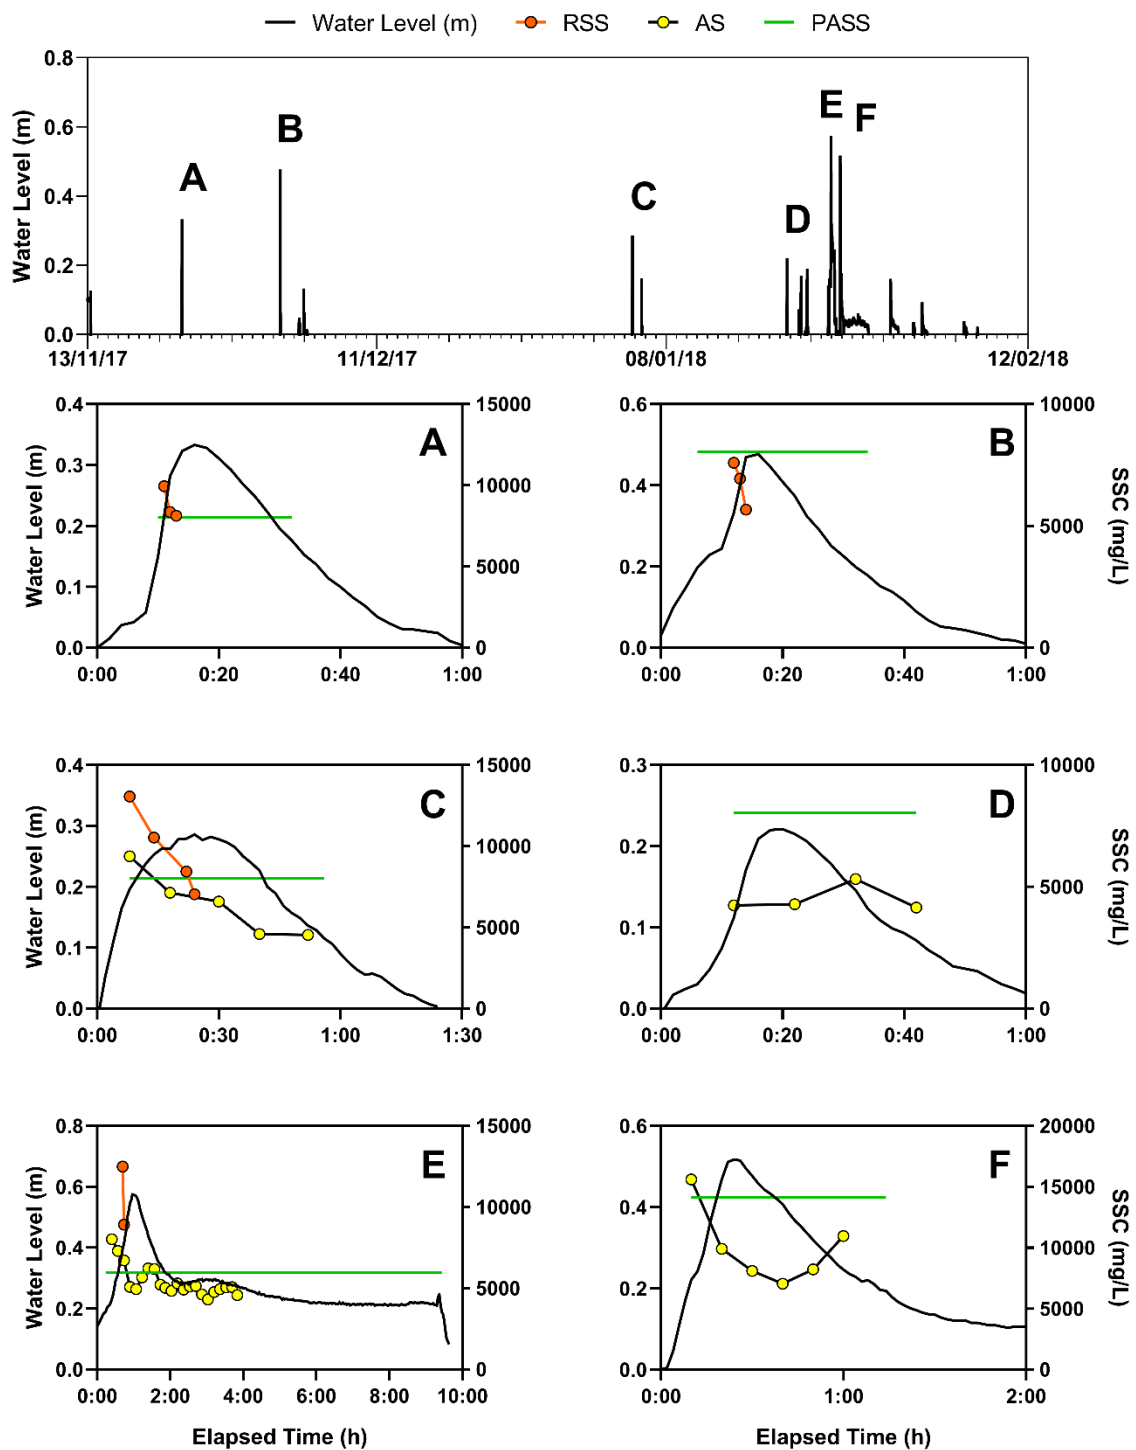 Water Level (m) RSS AS PASS
Water Level (m)
0.8
0.6
0.4
0.2
0.0
A
B
C
D
E
F
13/11/17 11/12/17 08/01/18 12/02/18
Water Level (m)
0.4
0.3
0.2
0.1
0.0
A
15000
10000
5000
0
0:00 0:20 0:40 1:00
0.6
0.4
0.2
0.0
B
10000
5000
0
SSC (mg/L)
0:00 0:20 0:40 1:00
Water Level (m)
0.4
0.3
0.2
0.1
0.0
C
15000
10000
5000
0
0:00 0:30 1:00 1:30
0.3
0.2
0.1
0.0
D
10000
5000
0
SSC (mg/L)
0:00 0:20 0:40 1:00
Water Level (m)
0.8
0.6
0.4
0.2
0.0
E
15000
10000
5000
0
0:00 2:00 4:00 6:00 8:00 10:00
Elapsed Time (h)
0.6
0.4
0.2
0.0
F
20000
15000
10000
5000
0
SSC (mg/L)
0:00 1:00 2:00
Elapsed Time (h)